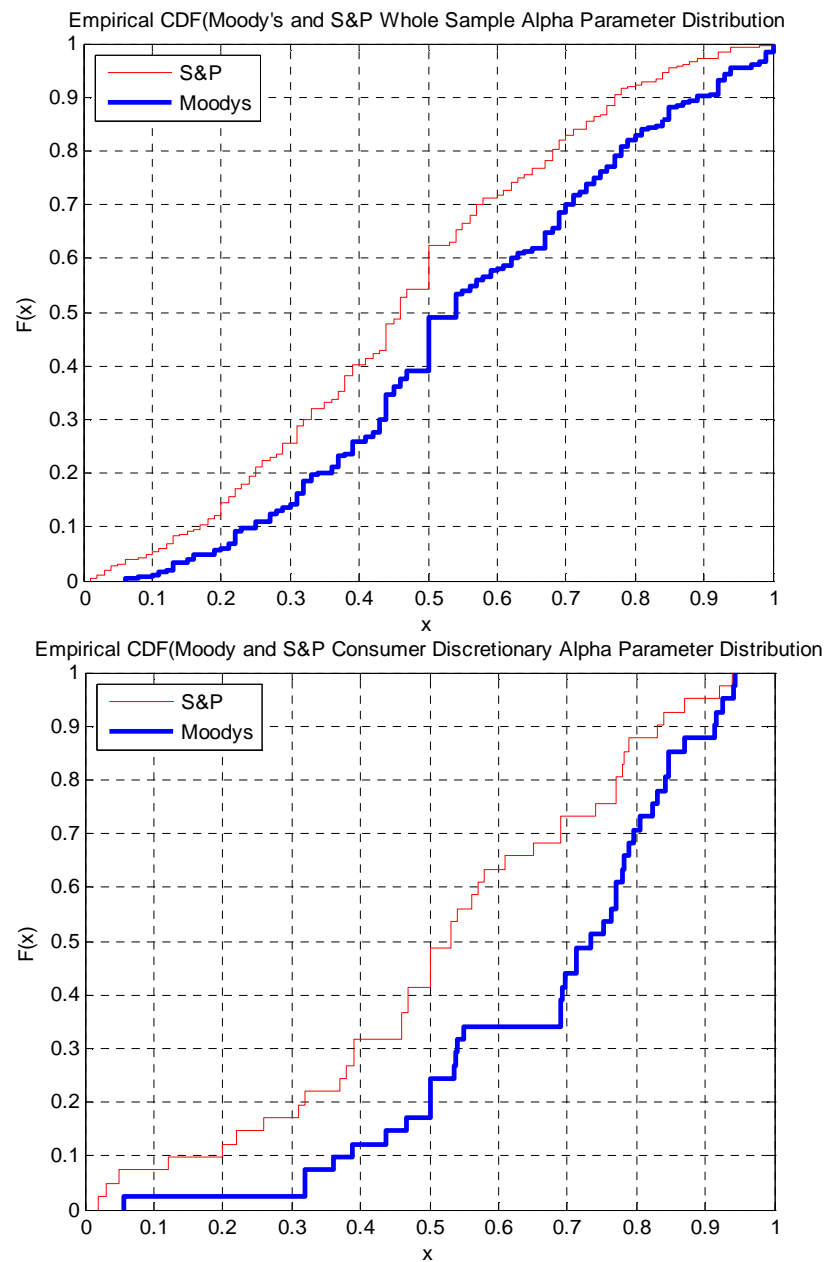 Empirical CDF(Moody's and S&P Whole Sample Alpha Parameter Distribution
1
0.9
0.8
0.7
0.6
0.5
0.4
0.3
0.2
0.1
0
F(x)
S&P
Moodys
0 0.1 0.2 0.3 0.4 0.5 0.6 0.7 0.8 0.9 1
x
Empirical CDF(Moody and S&P Consumer Discretionary Alpha Parameter Distribution
1
0.9
0.8
0.7
0.6
0.5
0.4
0.3
0.2
0.1
0
F(x)
S&P
Moodys
0 0.1 0.2 0.3 0.4 0.5 0.6 0.7 0.8 0.9 1
x